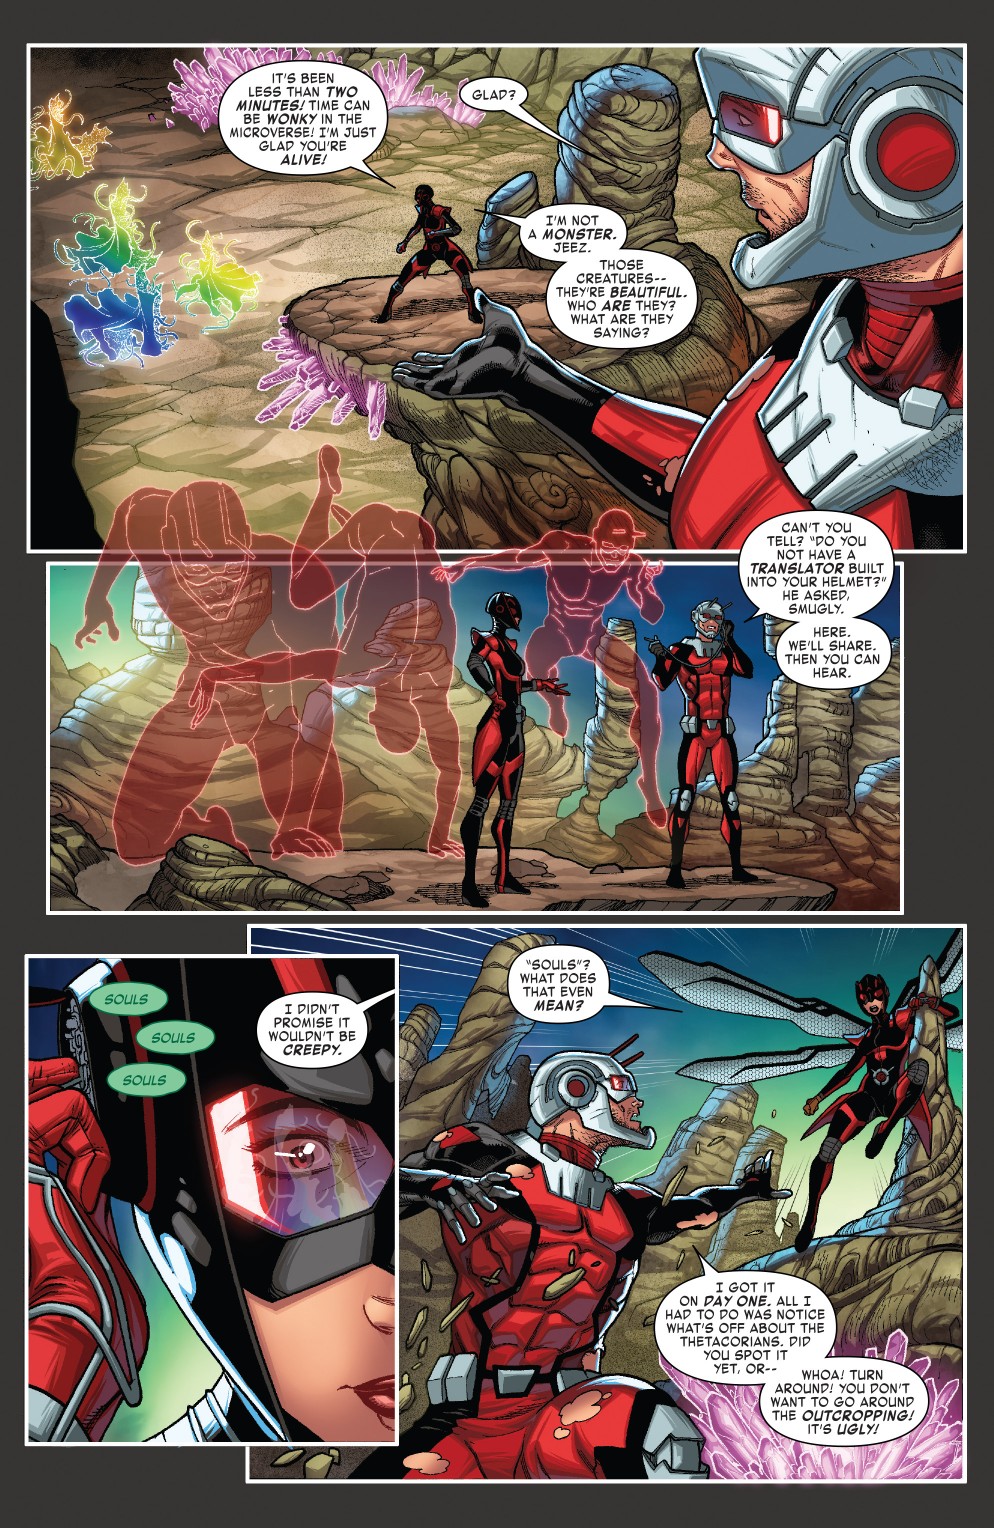 IT'S BEEN
LESS THAN TWO
MINUTES! TIME CAN
BE WONKY IN THE
MICROVERSE! I'M JUST
GLAD YOU'RE
ALIVE!
GLAD?
I'M NOT
A MONSTER.
JEEZ.
THOSE
CREATURES--
THEY'RE BEAUTIFUL.
WHO ARE THEY?
WHAT ARE THEY
SAYING?
CAN'T YOU
TELL? "DO YOU
NOT HAVE A
TRANSLATOR BUILT
INTO YOUR HELMET?"
HE ASKED,
SMUGLY.
HERE.
WE'LL SHARE.
THEN YOU CAN
HEAR.
SOULS
SOULS
SOULS
I DIDN'T
PROMISE IT
WOULDN'T BE
CREEPY.
"SOULS"?
WHAT DOES
THAT EVEN
MEAN?
I GOT IT
ON DAY ONE. ALL I
HAD TO DO WAS NOTICE
WHAT'S OFF ABOUT THE
THETACORIANS. DID
YOU SPOT IT
YET, OR--
WHOA! TURN
AROUND! YOU DON'T
WANT TO GO AROUND
THE OUTCROPPING!
IT'S UGLY!